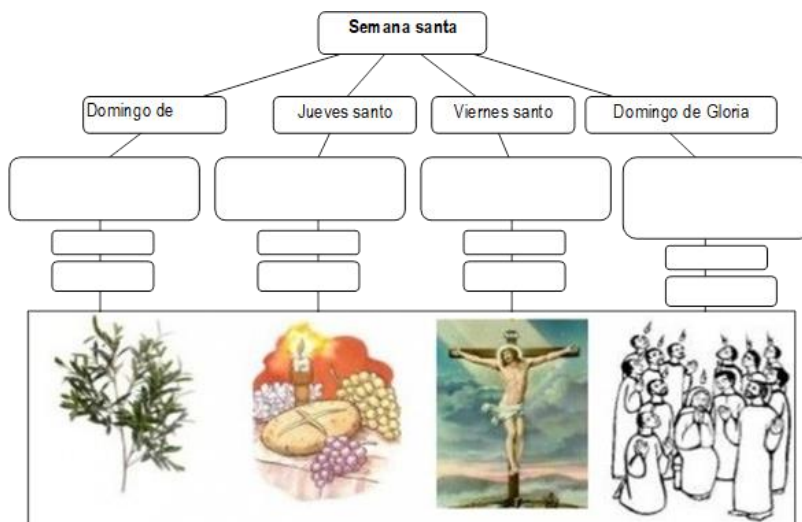 Semana santa
Domingo de
Jueves santo
Viernes santo
Domingo de Gloria